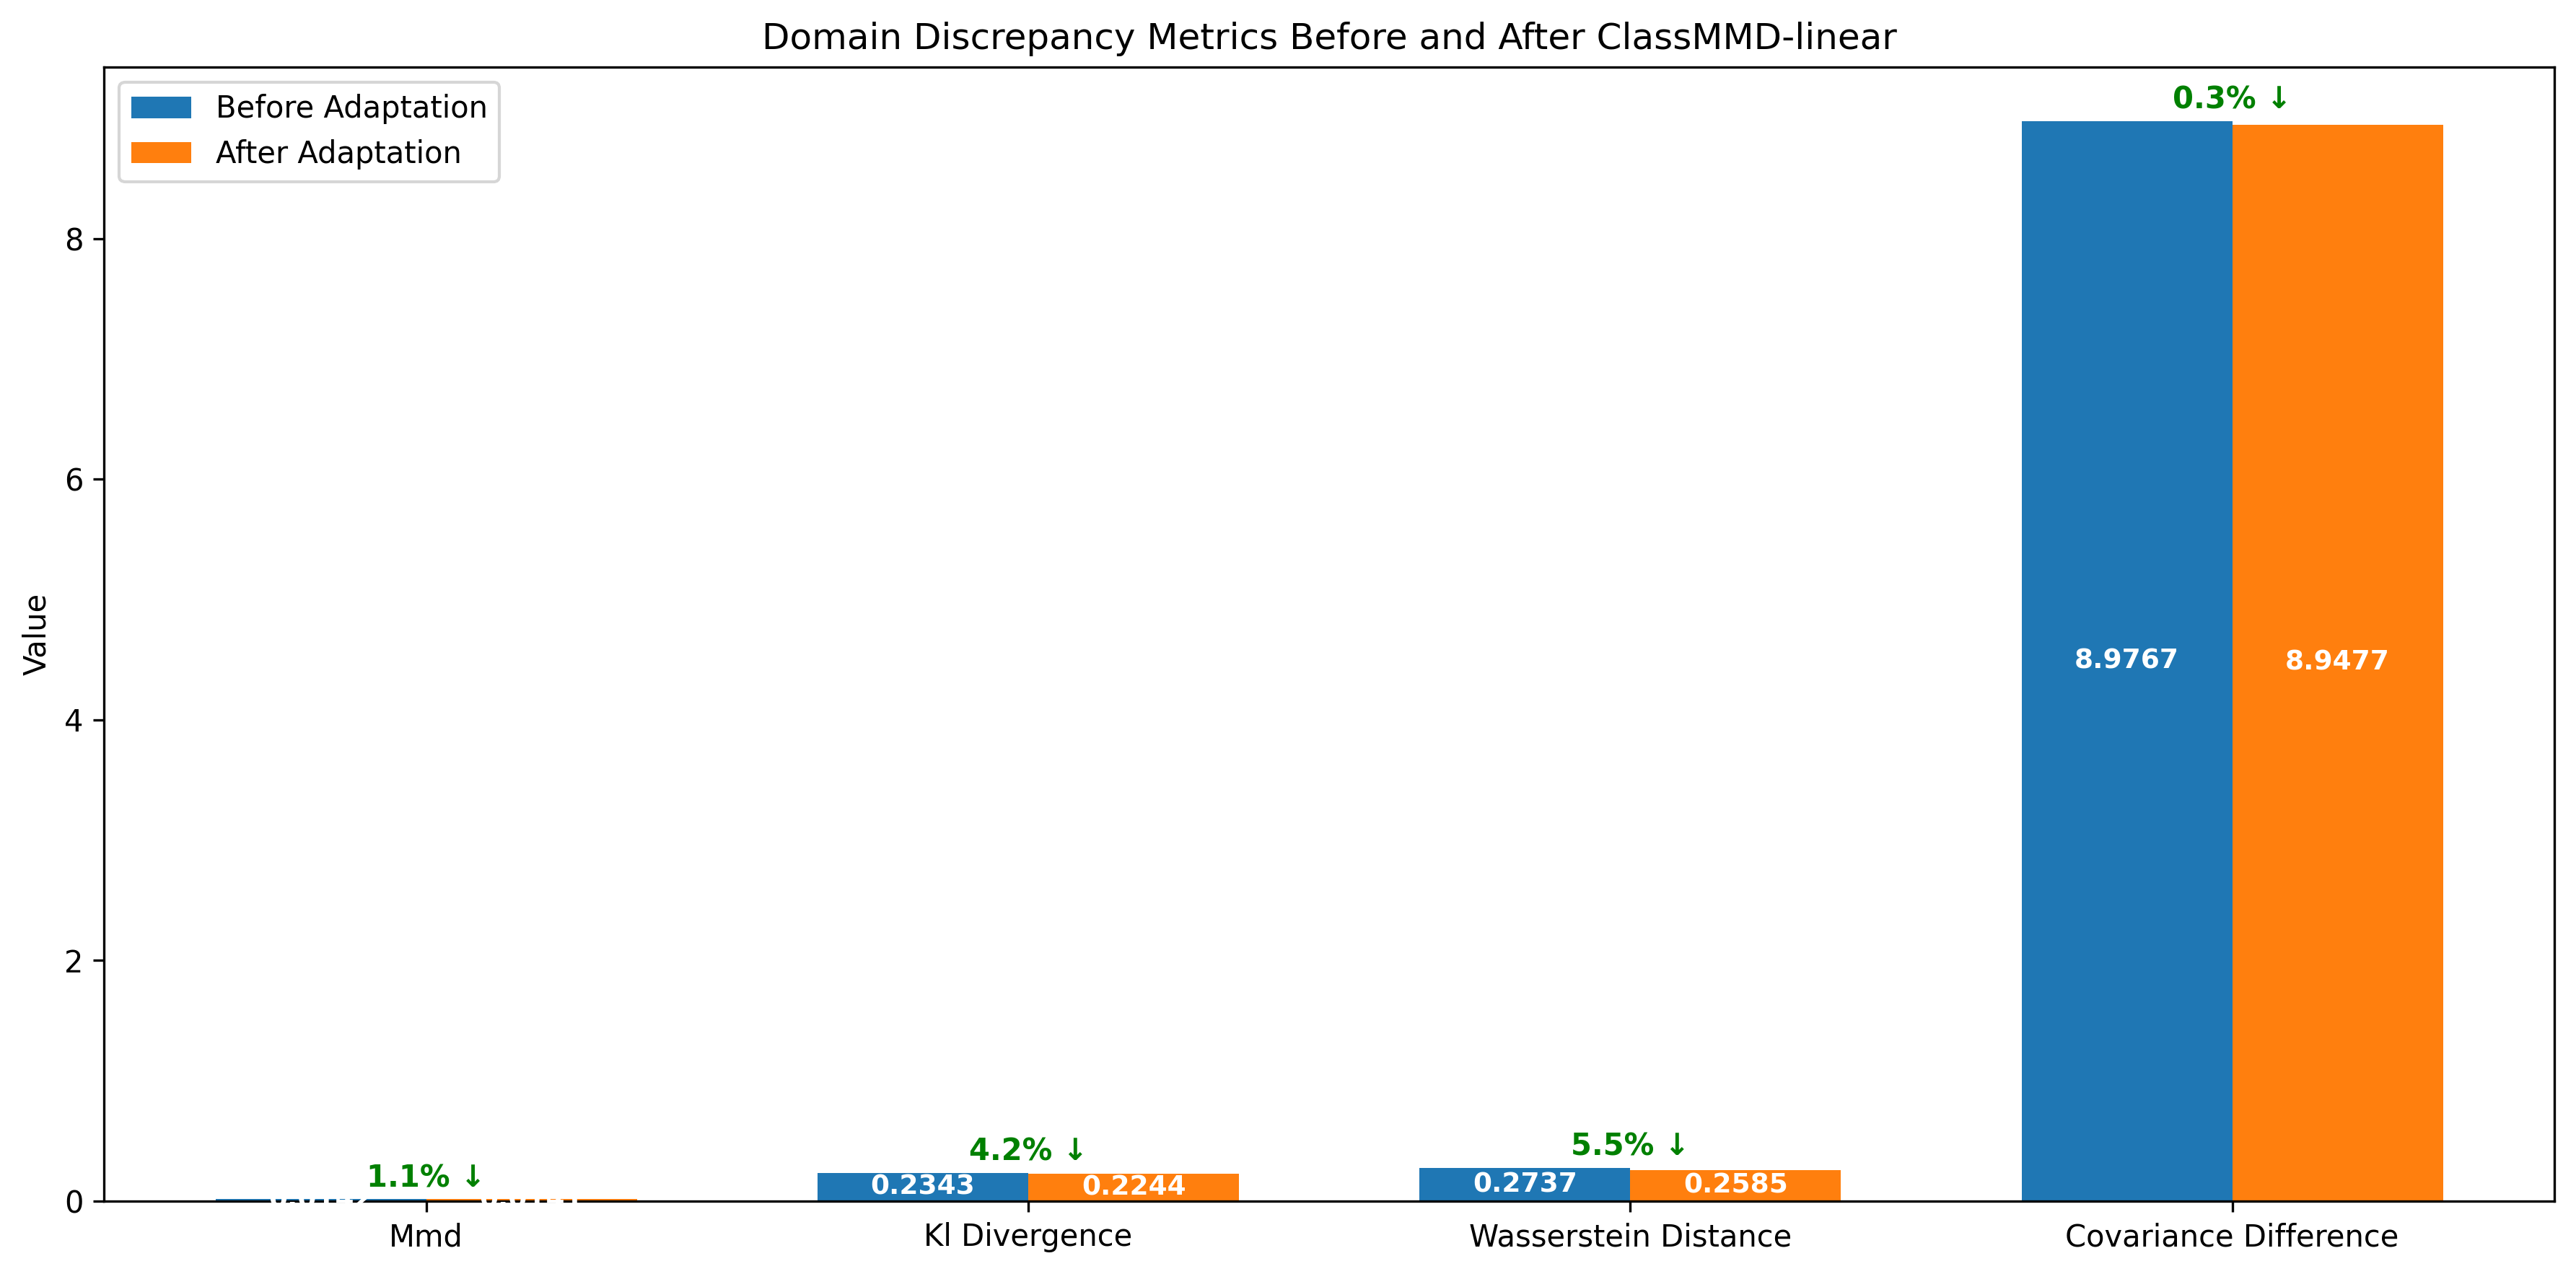 Domain Discrepancy Metrics Before and After ClassMMD-linear
Before Adaptation
After Adaptation
0.3% ↓
8
6
Value
8.9767
8.9477
4
2
5.5% ↓
4.2% ↓
1.1% ↓
0.2343
0.2244
0.2737
0.2585
0
Mmd
Kl Divergence
Wasserstein Distance
Covariance Difference